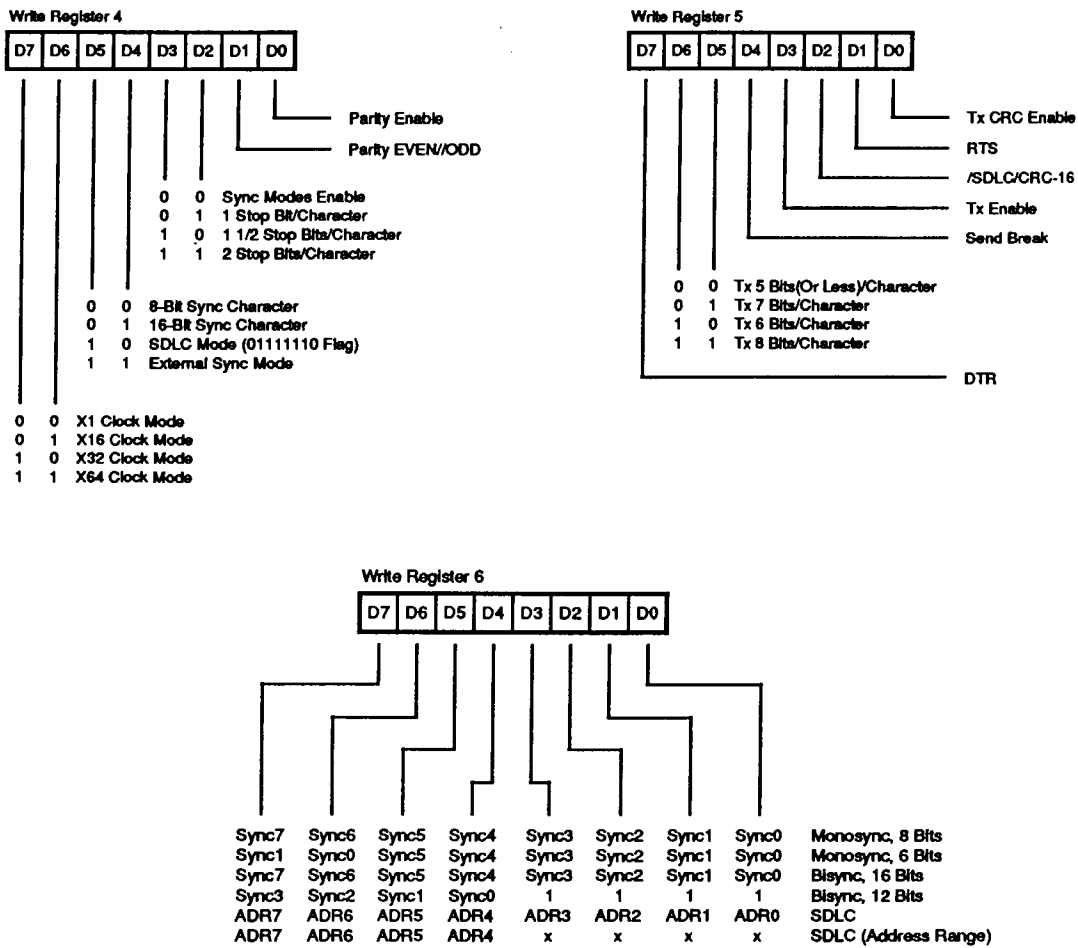 Write Register 4
D7 D6 D5 D4 D3 D2 D1 D0
Parity Enable
Parity EVEN//ODD
0 0 Sync Modes Enable
0 1 1 Stop Bit/Character
1 0 1 1/2 Stop Bits/Character
1 1 2 Stop Bits/Character
0 0 8-Bit Sync Character
0 1 16-Bit Sync Character
1 0 SDLC Mode (01111110 Flag)
1 1 External Sync Mode
0 0 X1 Clock Mode
0 1 X16 Clock Mode
1 0 X32 Clock Mode
1 1 X64 Clock Mode
Write Register 5
D7 D6 D5 D4 D3 D2 D1 D0
Tx CRC Enable
RTS
/SDLC/CRC-16
Tx Enable
Send Break
0 0 Tx 5 Bits(Or Less)/Character
0 1 Tx 7 Bits/Character
1 0 Tx 6 Bits/Character
1 1 Tx 8 Bits/Character
DTR
Write Register 6
D7 D6 D5 D4 D3 D2 D1 D0
Sync7 Sync6 Sync5 Sync4 Sync3 Sync2 Sync1 Sync0 Monosync, 8 Bits
Sync1 Sync0 Sync5 Sync4 Sync3 Sync2 Sync1 Sync0 Monosync, 6 Bits
Sync7 Sync6 Sync5 Sync4 Sync3 Sync2 Sync1 Sync0 Bisync, 16 Bits
Sync3 Sync2 Sync1 Sync0 1 1 1 1 Bisync, 12 Bits
ADR7 ADR6 ADR5 ADR4 ADR3 ADR2 ADR1 ADR0 SDLC
ADR7 ADR6 ADR5 ADR4 x x x x SDLC (Address Range)